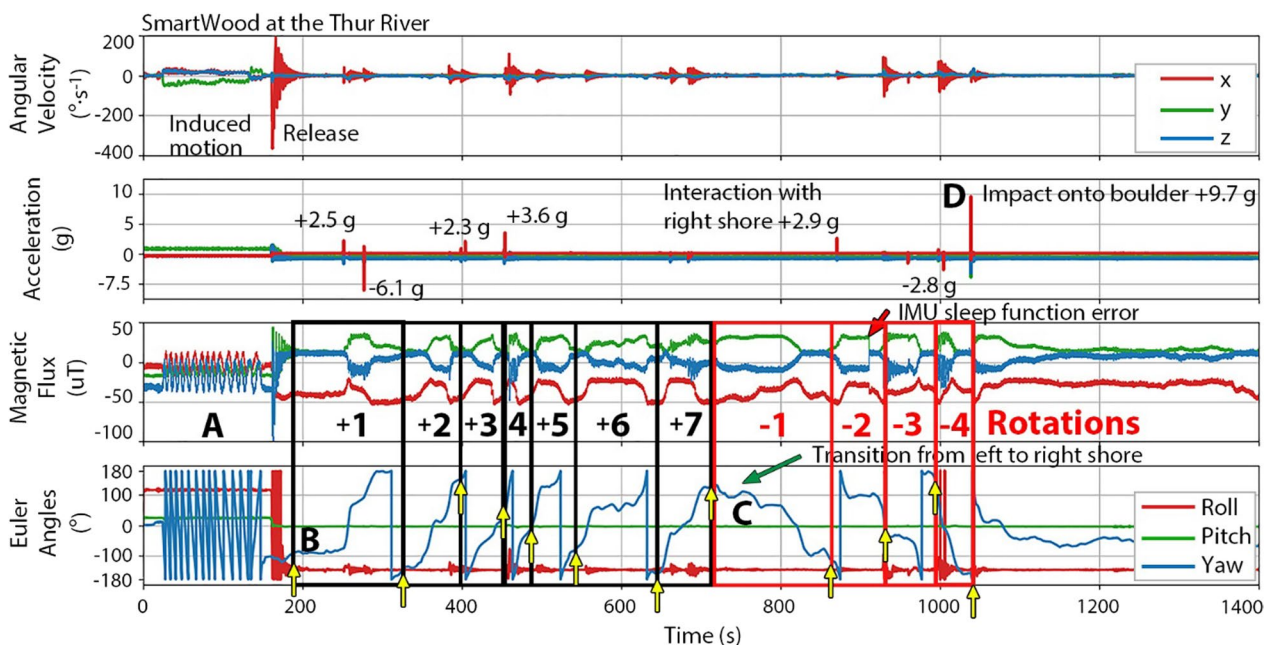 SmartWood at the Thur River
Angular
Velocity
(°·s⁻¹)
200
0
-200
-400
Induced
motion
Release
x
y
z
Acceleration
(g)
10
5
0
-7.5
+2.5 g
-6.1 g
+2.3 g
+3.6 g
Interaction with
right shore +2.9 g
-2.8 g
D
Impact onto boulder +9.7 g
Magnetic
Flux
(uT)
50
0
-50
-100
IMU sleep function error
A
+1
+2
+3
4
+5
+6
+7
-1
-2
-3
-4
Rotations
Transition from left to right shore
Euler
Angles
(°)
180
100
0
-100
-180
B
C
Roll
Pitch
Yaw
0
200
400
600
800
1000
1200
1400
Time (s)